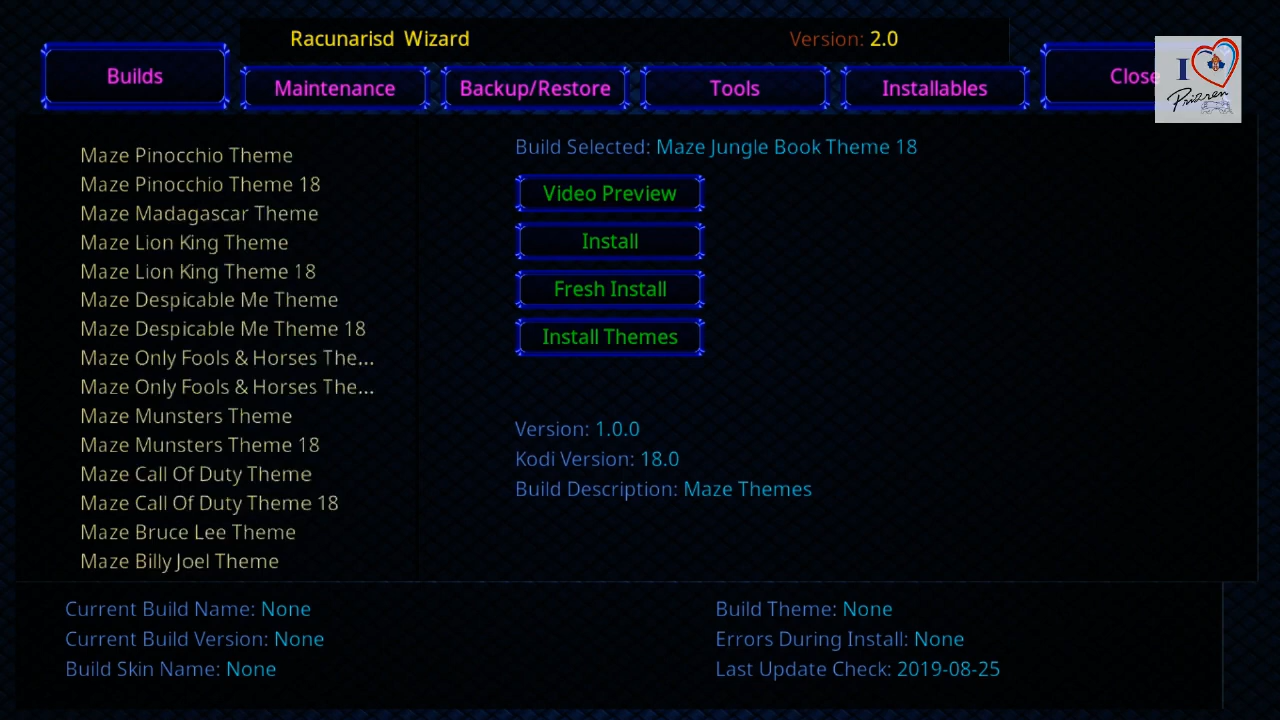 Racunarisd Wizard
Version: 2.0
Builds
Maintenance
Backup/Restore
Tools
Installables
Close
I
Prizren
Maze Pinocchio Theme
Maze Pinocchio Theme 18
Maze Madagascar Theme
Maze Lion King Theme
Maze Lion King Theme 18
Maze Despicable Me Theme
Maze Despicable Me Theme 18
Maze Only Fools & Horses The...
Maze Only Fools & Horses The...
Maze Munsters Theme
Maze Munsters Theme 18
Maze Call Of Duty Theme
Maze Call Of Duty Theme 18
Maze Bruce Lee Theme
Maze Billy Joel Theme
Build Selected: Maze Jungle Book Theme 18
Video Preview
Install
Fresh Install
Install Themes
Version: 1.0.0
Kodi Version: 18.0
Build Description: Maze Themes
Current Build Name: None
Current Build Version: None
Build Skin Name: None
Build Theme: None
Errors During Install: None
Last Update Check: 2019-08-25